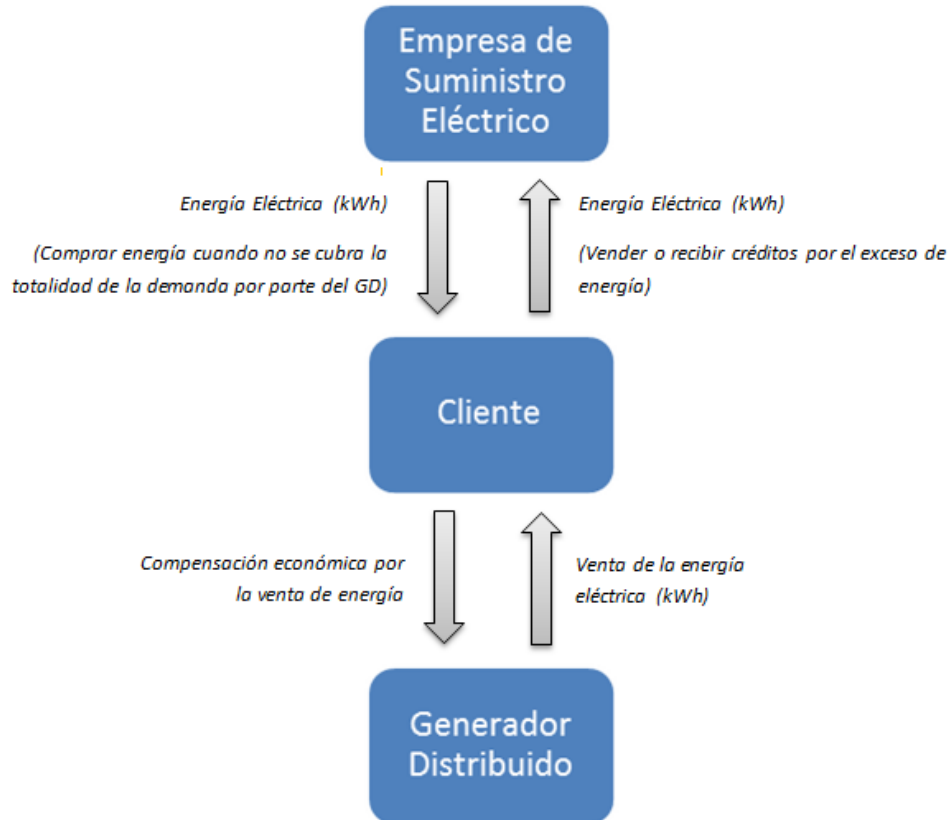 Empresa de
Suministro
Eléctrico
Energía Eléctrica (kWh)
(Comprar energía cuando no se cubra la
totalidad de la demanda por parte del GD)
Energía Eléctrica (kWh)
(Vender o recibir créditos por el exceso de
energía)
Cliente
Compensación económica por
la venta de energía
Venta de la energía
eléctrica (kWh)
Generador
Distribuido